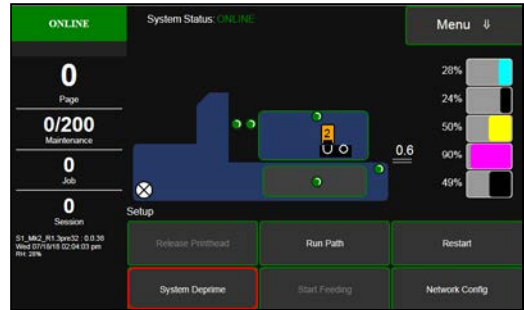 ONLINE
System Status: ONLINE
Menu ⇓
0
Page
0/200
Maintenance
0
Job
0
Session
S1_Mk2_R1.3pre32 : 0.0.36
Wed 07/18/18 02:04:03 pm
RH: 28%
2
0.6
28%
24%
50%
90%
49%
Setup
Release Printhead
Run Path
Restart
System Deprime
Start Feeding
Network Config